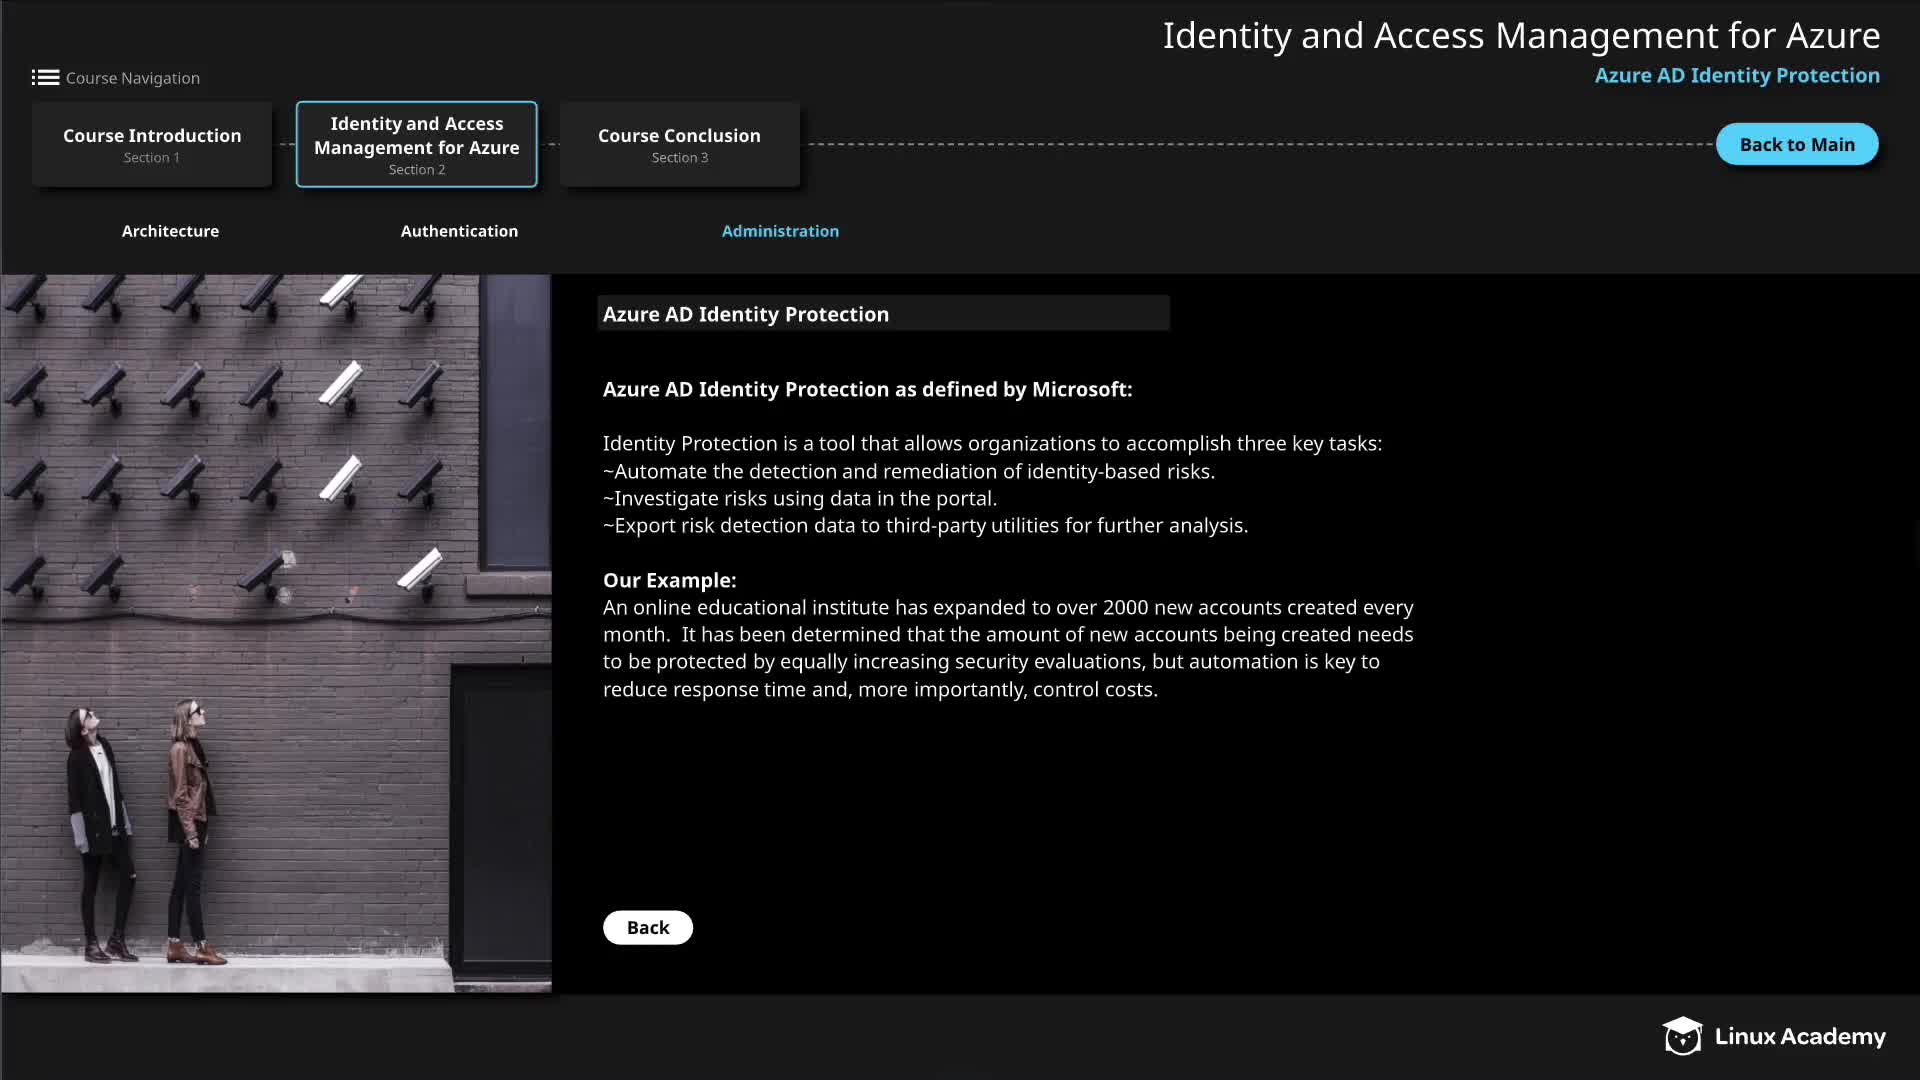 Identity and Access Management for Azure
Azure AD Identity Protection
Course Navigation
Course Introduction
Section 1
Identity and Access
Management for Azure
Section 2
Course Conclusion
Section 3
Back to Main
Architecture
Authentication
Administration
Azure AD Identity Protection
Azure AD Identity Protection as defined by Microsoft:
Identity Protection is a tool that allows organizations to accomplish three key tasks:
~Automate the detection and remediation of identity-based risks.
~Investigate risks using data in the portal.
~Export risk detection data to third-party utilities for further analysis.
Our Example:
An online educational institute has expanded to over 2000 new accounts created every
month.  It has been determined that the amount of new accounts being created needs
to be protected by equally increasing security evaluations, but automation is key to
reduce response time and, more importantly, control costs.
Back
Linux Academy